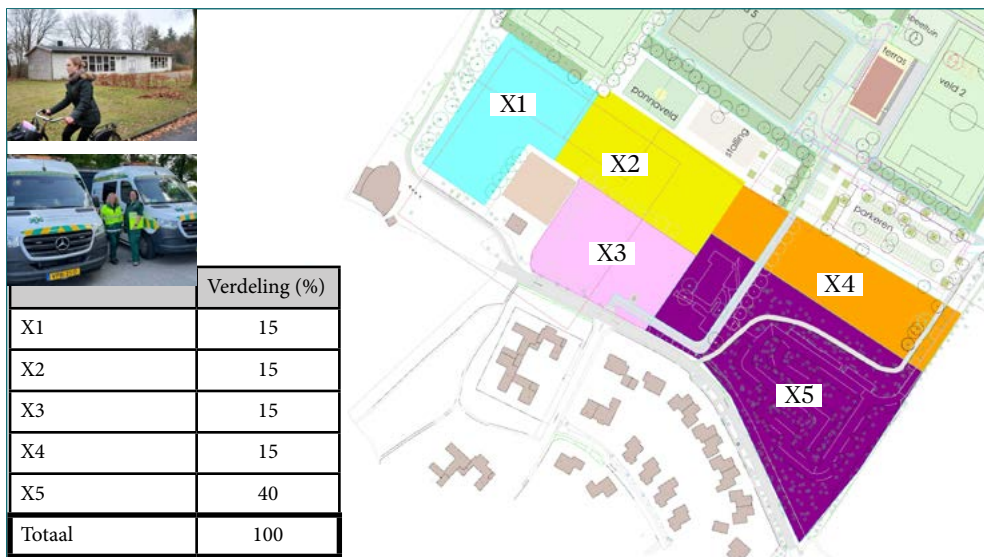 Verdeling (%)
X1 15
X2 15
X3 15
X4 15
X5 40
Totaal 100
X1
X2
X3
X4
X5
pannaveld
stalling
parkeren
terras
speeltuin
veld 2